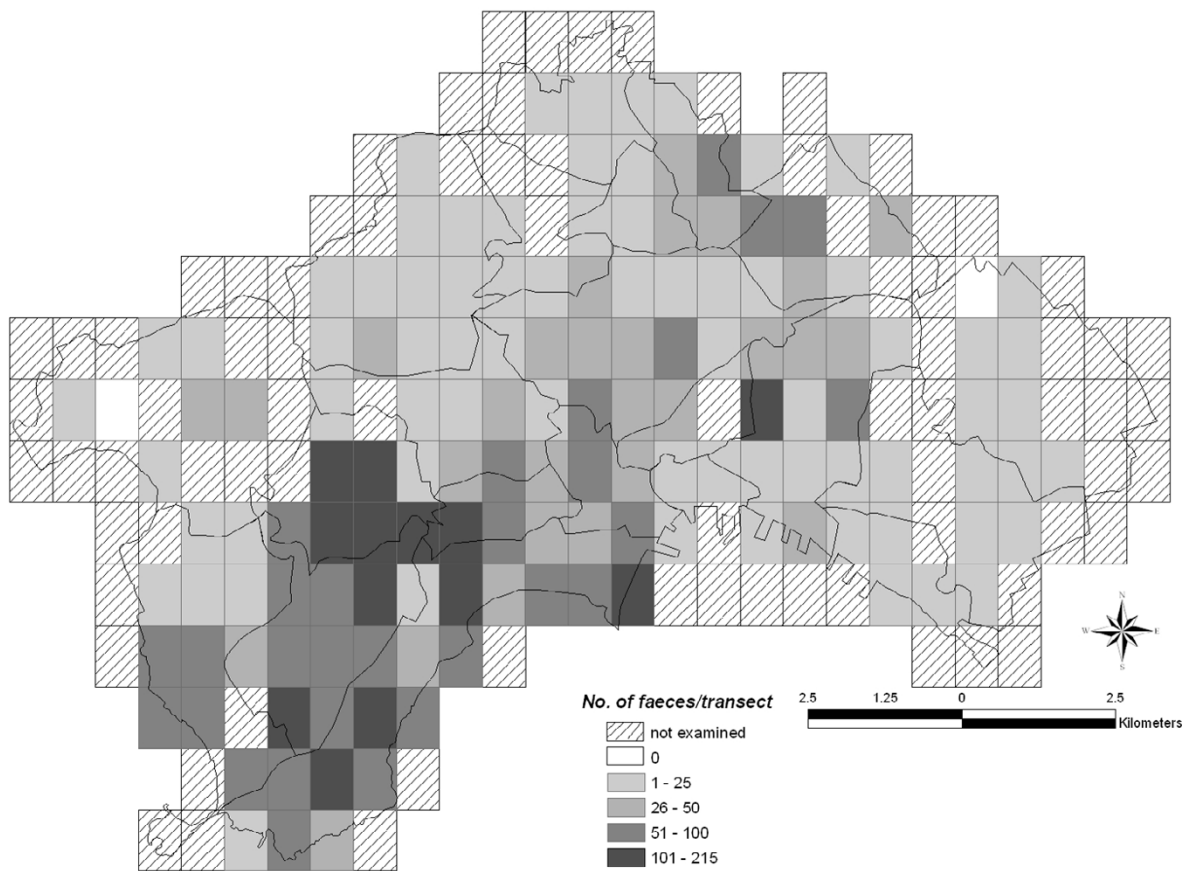 N
W E
S
No. of faeces/transect
not examined
0
1 - 25
26 - 50
51 - 100
101 - 215
2.5 1.25 0 2.5
Kilometers